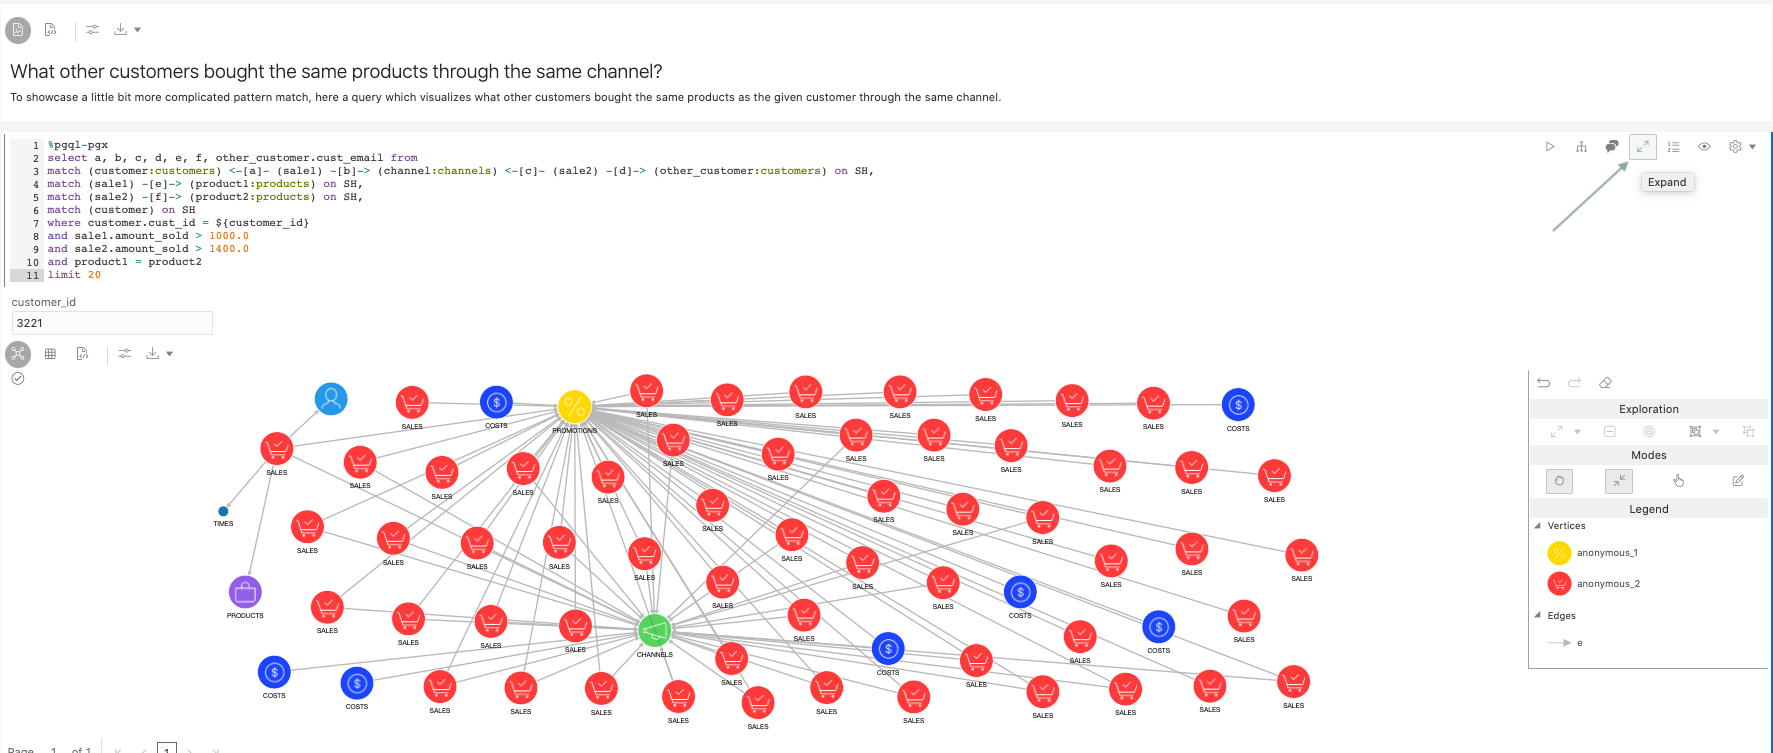 What other customers bought the same products through the same channel?
To showcase a little bit more complicated pattern match, here a query which visualizes what other customers bought the same products as the given customer through the same channel.
1 %pgql-pgx
2 select a, b, c, d, e, f, other_customer.cust_email from
3 match (customer:customers) <-[a]- (sale1) -[b]-> (channel:channels) <-[c]- (sale2) -[d]-> (other_customer:customers) on SH,
4 match (sale1) -[e]-> (product1:products) on SH,
5 match (sale2) -[f]-> (product2:products) on SH,
6 match (customer) on SH
7 where customer.cust_id = ${customer_id}
8 and sale1.amount_sold > 1000.0
9 and sale2.amount_sold > 1400.0
10 and product1 = product2
11 limit 20
Expand
customer_id
3221
SALES COSTS PROMOTIONS SALES SALES SALES SALES SALES SALES SALES COSTS
SALES SALES SALES SALES SALES SALES SALES SALES SALES SALES SALES SALES SALES
TIMES SALES SALES SALES
SALES SALES SALES SALES SALES SALES SALES SALES SALES SALES SALES
PRODUCTS SALES SALES SALES SALES SALES SALES SALES COSTS SALES COSTS SALES
CHANNELS SALES COSTS SALES
COSTS COSTS SALES SALES SALES SALES SALES SALES SALES SALES SALES SALES SALES
Exploration
Modes
Legend
Vertices
anonymous_1
anonymous_2
Edges
e
Page 1 of 1 1